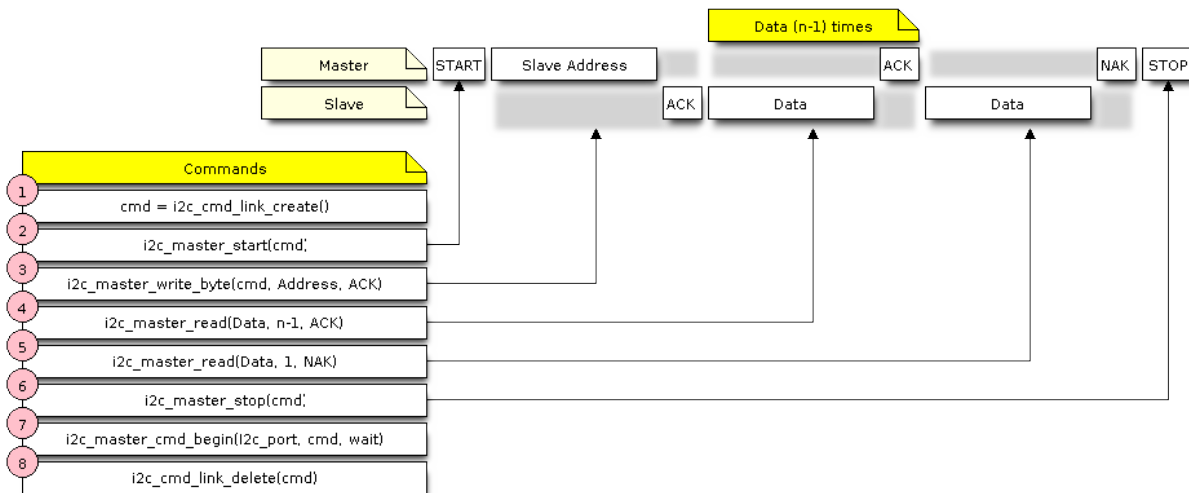 Data (n-1) times
Master START Slave Address ACK NAK STOP
Slave ACK Data Data
Commands
1
cmd = i2c_cmd_link_create()
2
i2c_master_start(cmd;
3
i2c_master_write_byte(cmd, Address, ACK)
4
i2c_master_read(Data, n-1, ACK)
5
i2c_master_read(Data, 1, NAK)
6
i2c_master_stop(cmd;
7
i2c_master_cmd_begin(I2c_port, cmd, wait)
8
i2c_cmd_link_delete(cmd)